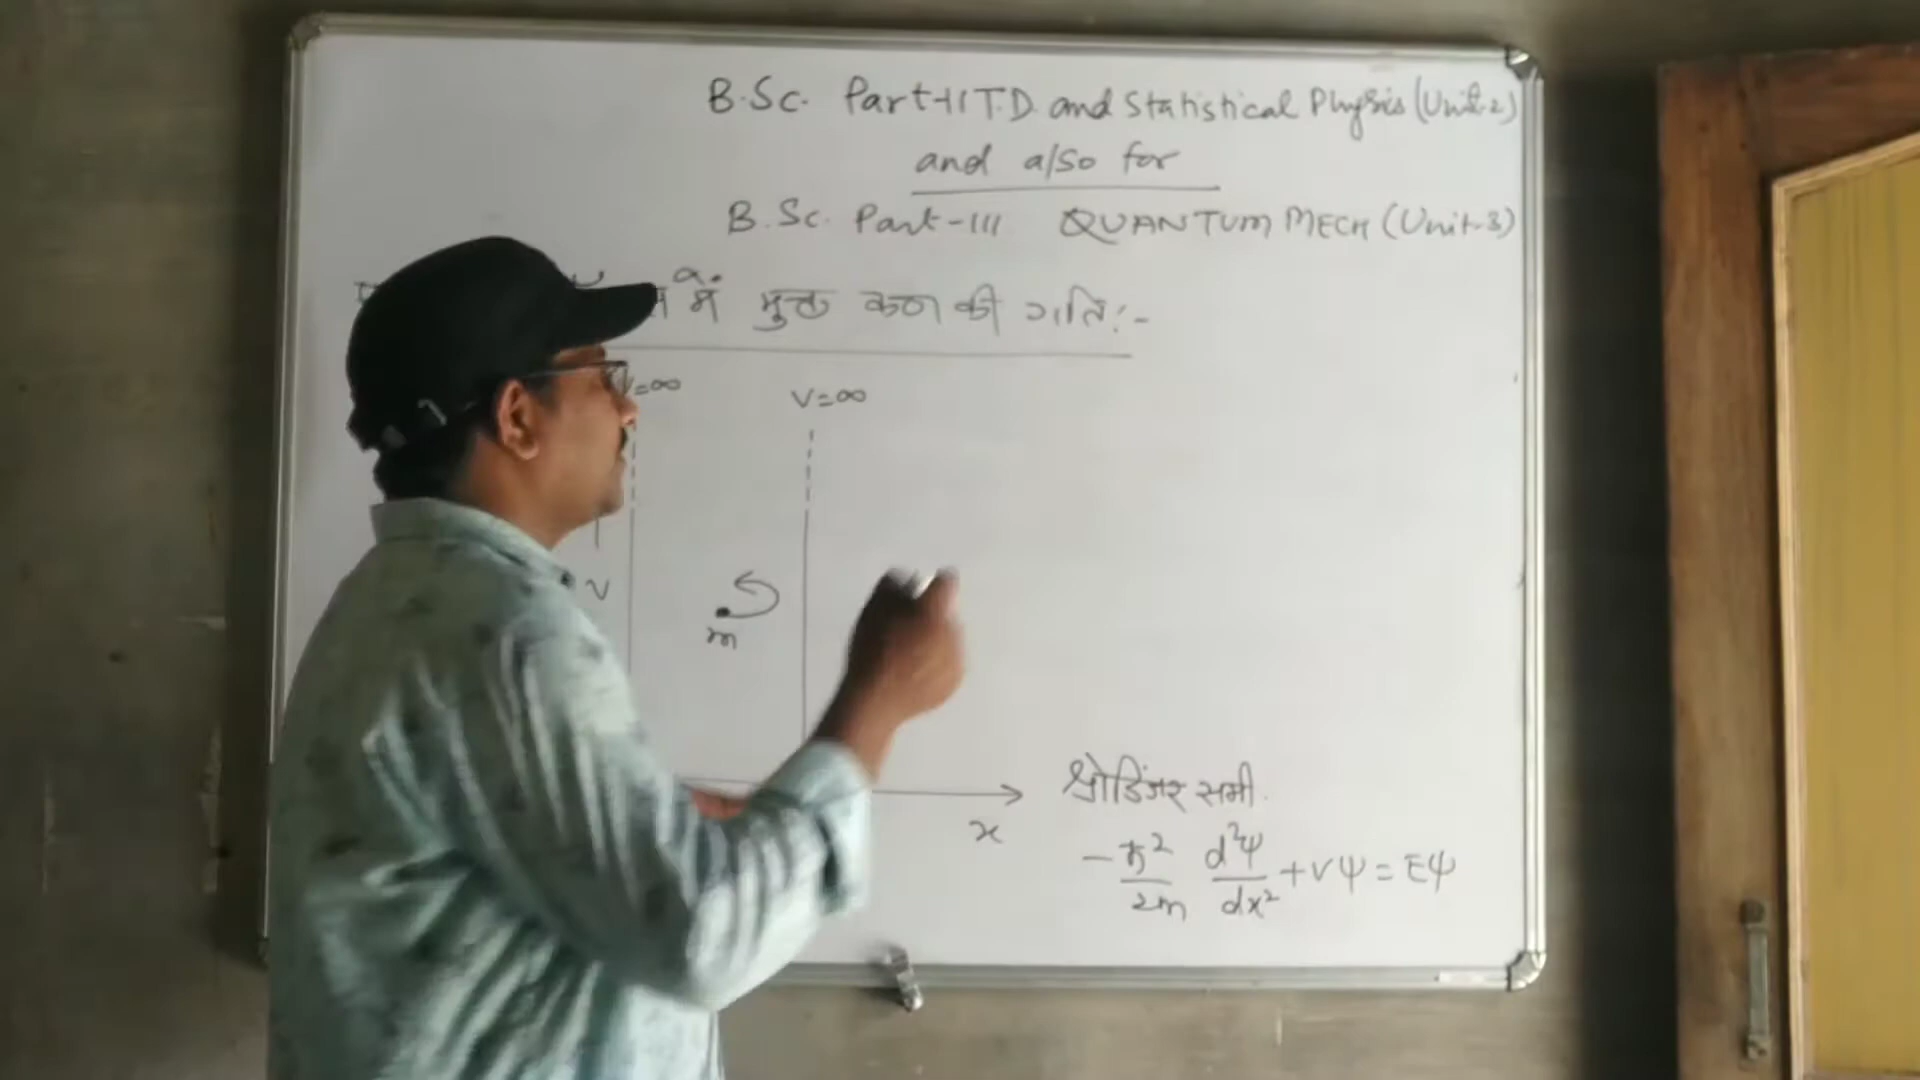 B.Sc. Part-II T.D. and Statistical Physics (Unit-2)
and also for
B.Sc. Part-III QUANTUM MECH (Unit-3)
में मुक्त कण की गति:-
V=∞ V=∞
V
m
x
श्रोडिंजर समी.
-ℏ²/2m d²ψ/dx² + Vψ = Eψ